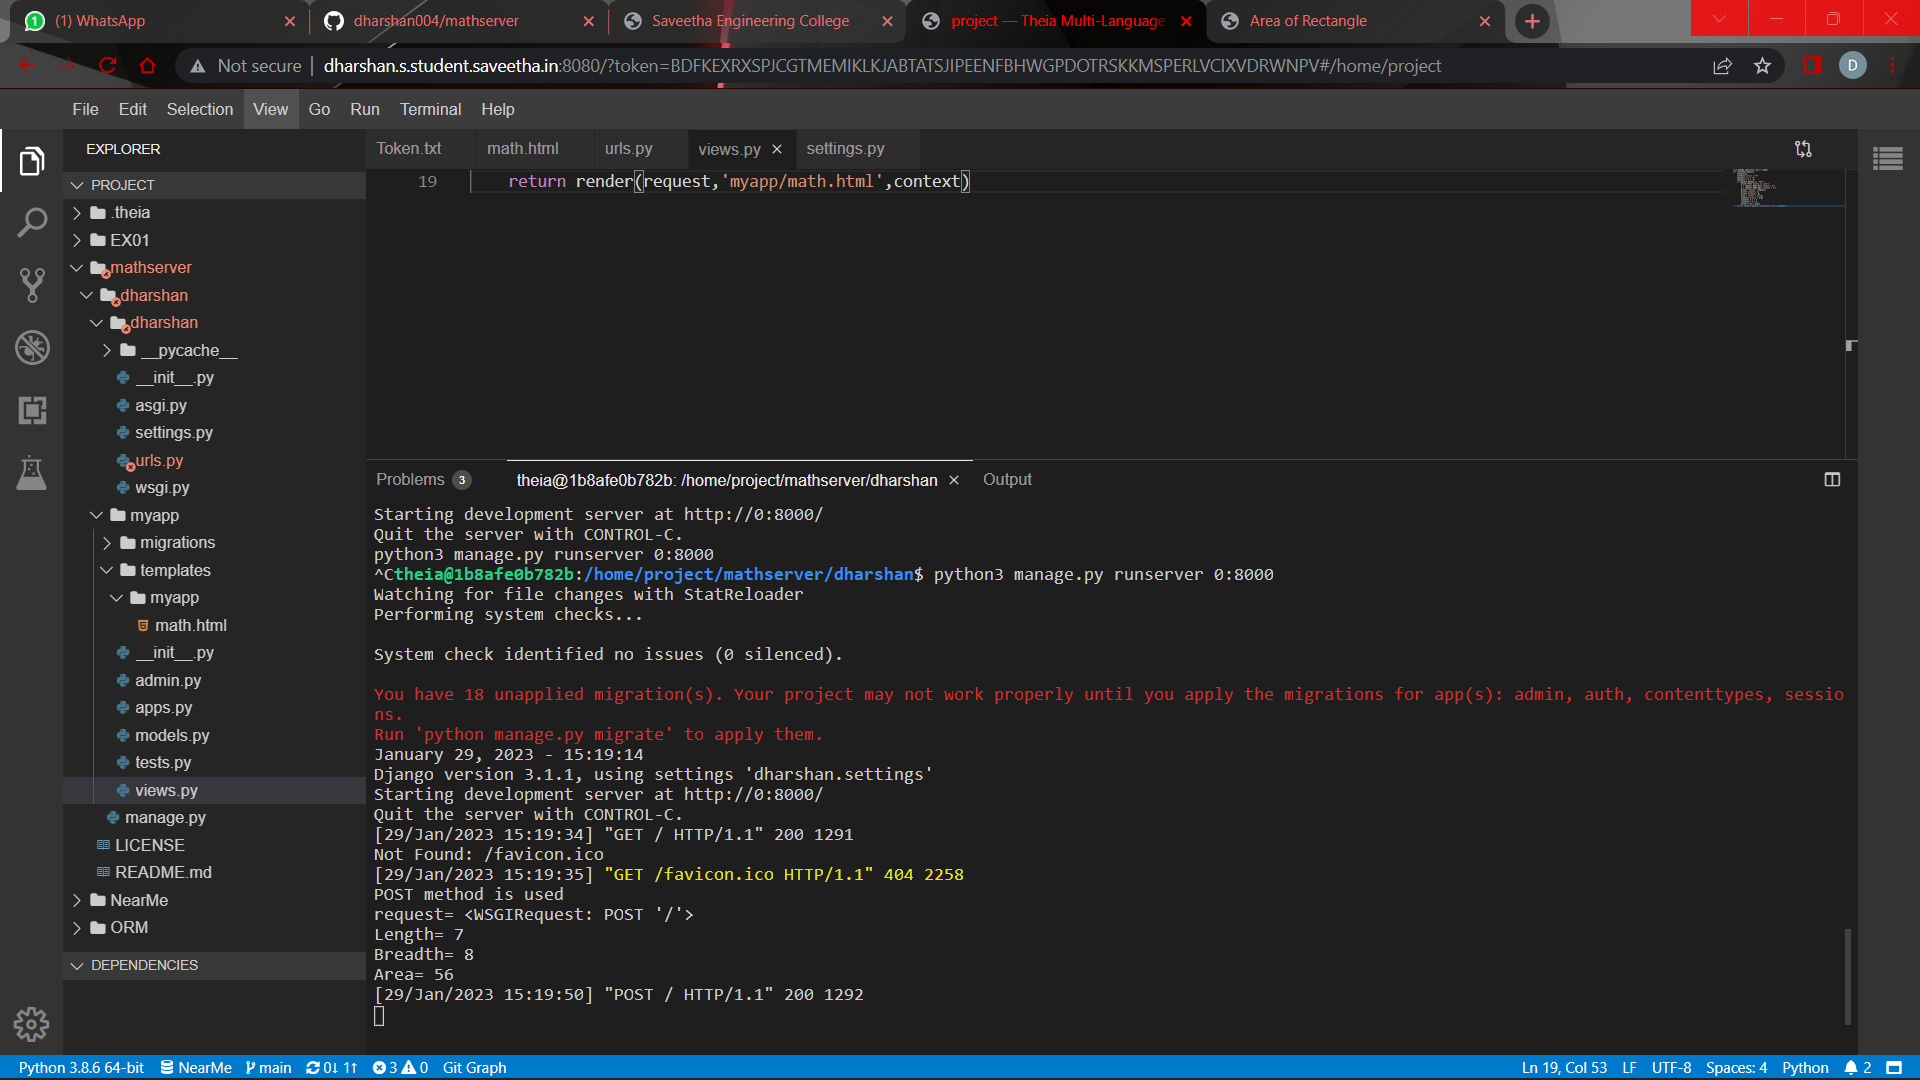 (1) WhatsApp
dharshan004/mathserver
Saveetha Engineering College
project — Theia Multi-Language
Area of Rectangle
Not secure
dharshan.s.student.saveetha.in:8080/?token=BDFKEXRXSPJCGTMEMIKLKJABTATSJIPEENFBHWGPDOTRSKKMSPERLVCIXVDRWNPV#/home/project
D
File Edit Selection View Go Run Terminal Help
EXPLORER
PROJECT
.theia
EX01
mathserver
dharshan
dharshan
__pycache__
__init__.py
asgi.py
settings.py
urls.py
wsgi.py
myapp
migrations
templates
myapp
math.html
__init__.py
admin.py
apps.py
models.py
tests.py
views.py
manage.py
LICENSE
README.md
NearMe
ORM
DEPENDENCIES
Token.txt math.html urls.py views.py settings.py
19 return render(request,'myapp/math.html',context)
Problems 3 theia@1b8afe0b782b: /home/project/mathserver/dharshan Output
Starting development server at http://0:8000/
Quit the server with CONTROL-C.
python3 manage.py runserver 0:8000
^Ctheia@1b8afe0b782b:/home/project/mathserver/dharshan$ python3 manage.py runserver 0:8000
Watching for file changes with StatReloader
Performing system checks...
System check identified no issues (0 silenced).
You have 18 unapplied migration(s). Your project may not work properly until you apply the migrations for app(s): admin, auth, contenttypes, sessio
ns.
Run 'python manage.py migrate' to apply them.
January 29, 2023 - 15:19:14
Django version 3.1.1, using settings 'dharshan.settings'
Starting development server at http://0:8000/
Quit the server with CONTROL-C.
[29/Jan/2023 15:19:34] "GET / HTTP/1.1" 200 1291
Not Found: /favicon.ico
[29/Jan/2023 15:19:35] "GET /favicon.ico HTTP/1.1" 404 2258
POST method is used
request= <WSGIRequest: POST '/'>
Length= 7
Breadth= 8
Area= 56
[29/Jan/2023 15:19:50] "POST / HTTP/1.1" 200 1292
Python 3.8.6 64-bit NearMe main 0↓ 1↑ 3 0 Git Graph Ln 19, Col 53 LF UTF-8 Spaces: 4 Python 2